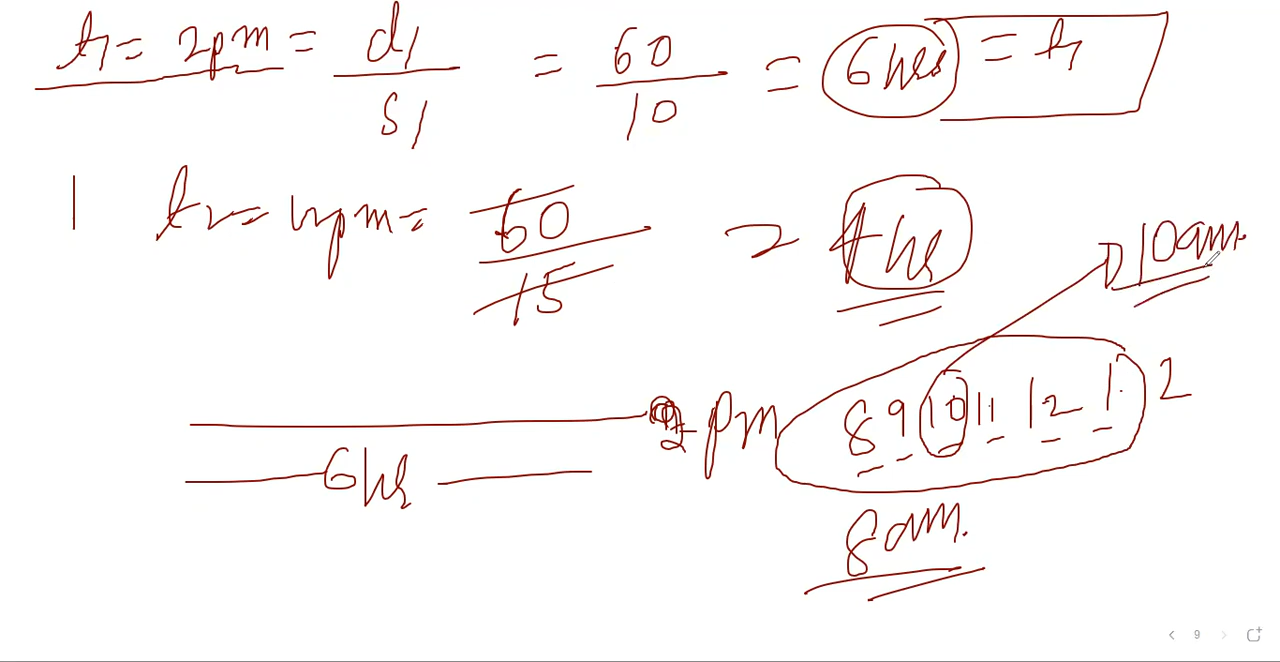 t1 = 2pm = d1/s1 = 60/10 = 6hrs = t1
1 t2 = pm = 60/15 = 4hr
10am.
2pm 8 9 10 11 12 1 2
6hr
8am.
9